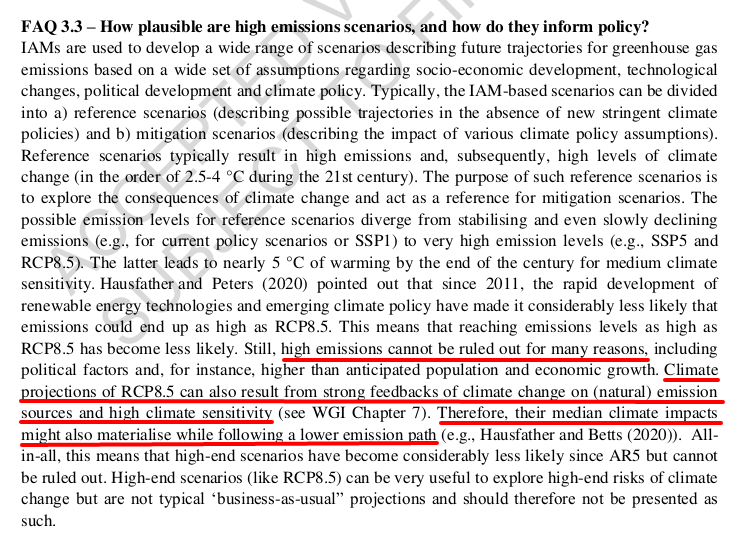 FAQ 3.3 – How plausible are high emissions scenarios, and how do they inform policy?
IAMs are used to develop a wide range of scenarios describing future trajectories for greenhouse gas
emissions based on a wide set of assumptions regarding socio-economic development, technological
changes, political development and climate policy. Typically, the IAM-based scenarios can be divided
into a) reference scenarios (describing possible trajectories in the absence of new stringent climate
policies) and b) mitigation scenarios (describing the impact of various climate policy assumptions).
Reference scenarios typically result in high emissions and, subsequently, high levels of climate
change (in the order of 2.5-4 °C during the 21st century). The purpose of such reference scenarios is
to explore the consequences of climate change and act as a reference for mitigation scenarios. The
possible emission levels for reference scenarios diverge from stabilising and even slowly declining
emissions (e.g., for current policy scenarios or SSP1) to very high emission levels (e.g., SSP5 and
RCP8.5). The latter leads to nearly 5 °C of warming by the end of the century for medium climate
sensitivity. Hausfather and Peters (2020) pointed out that since 2011, the rapid development of
renewable energy technologies and emerging climate policy have made it considerably less likely that
emissions could end up as high as RCP8.5. This means that reaching emissions levels as high as
RCP8.5 has become less likely. Still, high emissions cannot be ruled out for many reasons, including
political factors and, for instance, higher than anticipated population and economic growth. Climate
projections of RCP8.5 can also result from strong feedbacks of climate change on (natural) emission
sources and high climate sensitivity (see WGI Chapter 7). Therefore, their median climate impacts
might also materialise while following a lower emission path (e.g., Hausfather and Betts (2020)). All-
in-all, this means that high-end scenarios have become considerably less likely since AR5 but cannot
be ruled out. High-end scenarios (like RCP8.5) can be very useful to explore high-end risks of climate
change but are not typical ‘business-as-usual” projections and should therefore not be presented as
such.
ACCEPTED V
SUBJECT TO FI